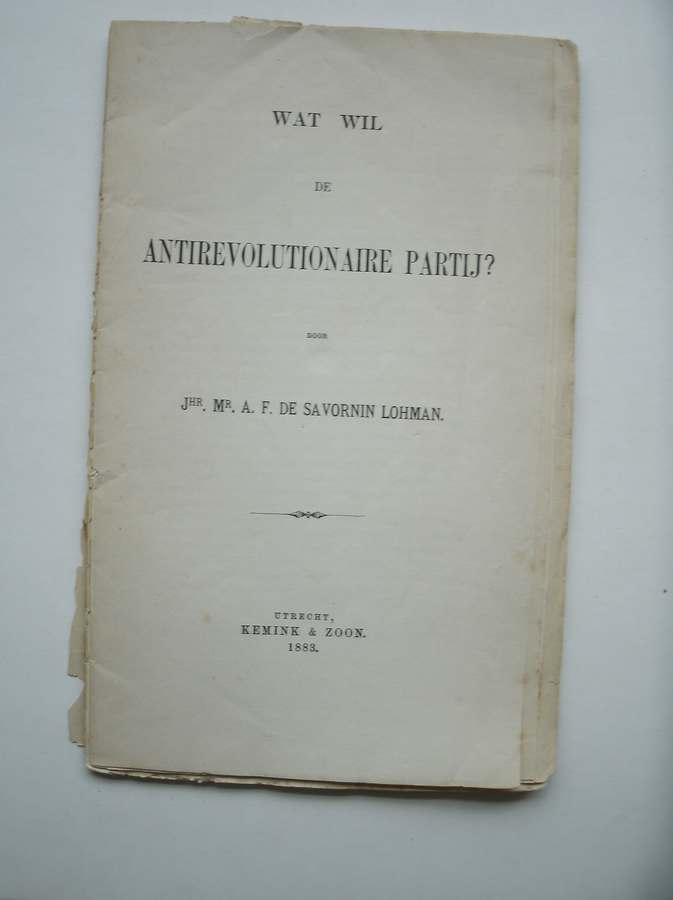 WAT WIL
DE
ANTIREVOLUTIONAIRE PARTIJ?
DOOR
JHR. MR. A. F. DE SAVORNIN LOHMAN.
UTRECHT,
KEMINK & ZOON.
1883.